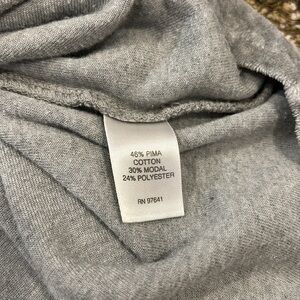 46% PIMA
COTTON
30% MODAL
24% POLYESTER
RN 97641